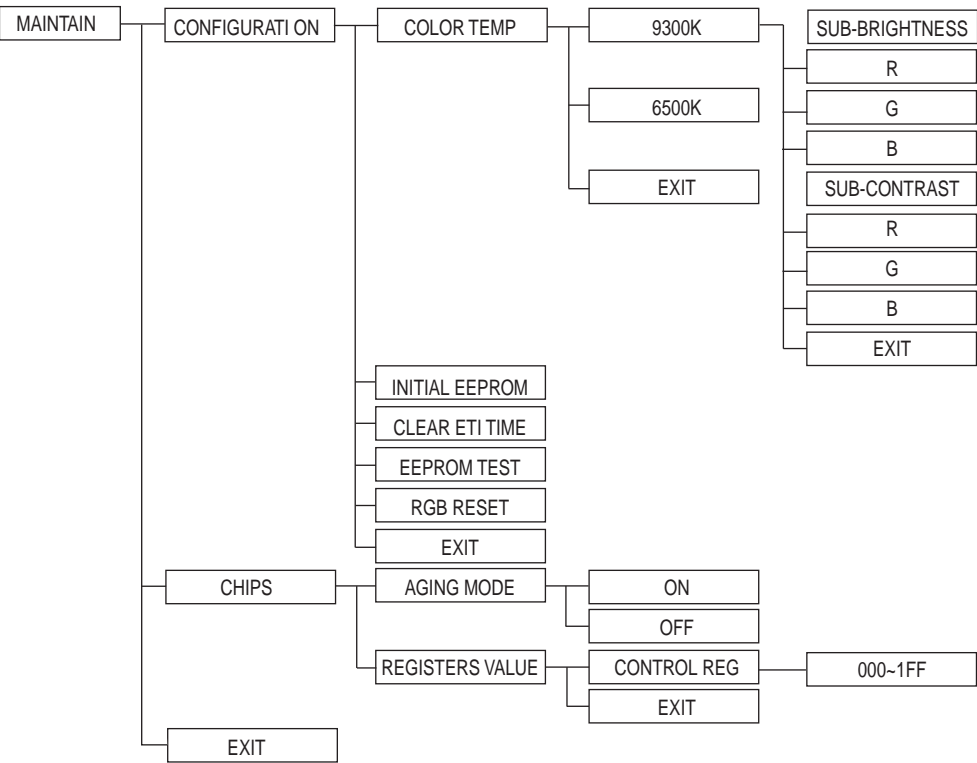 MAINTAIN
CONFIGURATI ON
COLOR TEMP
9300K
SUB-BRIGHTNESS
R
G
B
SUB-CONTRAST
R
G
B
EXIT
6500K
EXIT
INITIAL EEPROM
CLEAR ETI TIME
EEPROM TEST
RGB RESET
EXIT
CHIPS
AGING MODE
ON
OFF
REGISTERS VALUE
CONTROL REG
000~1FF
EXIT
EXIT